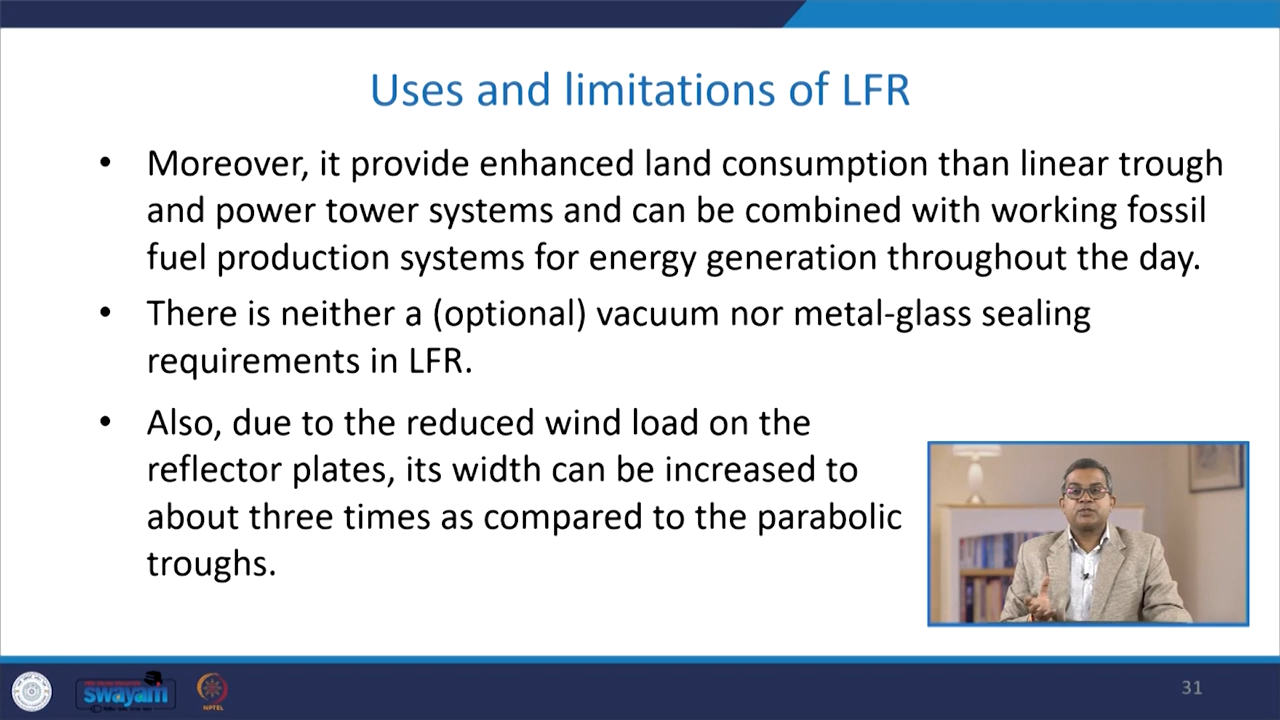 Uses and limitations of LFR
• Moreover, it provide enhanced land consumption than linear trough
and power tower systems and can be combined with working fossil
fuel production systems for energy generation throughout the day.
• There is neither a (optional) vacuum nor metal-glass sealing
requirements in LFR.
• Also, due to the reduced wind load on the
reflector plates, its width can be increased to
about three times as compared to the parabolic
troughs.
swayam
NPTEL
31